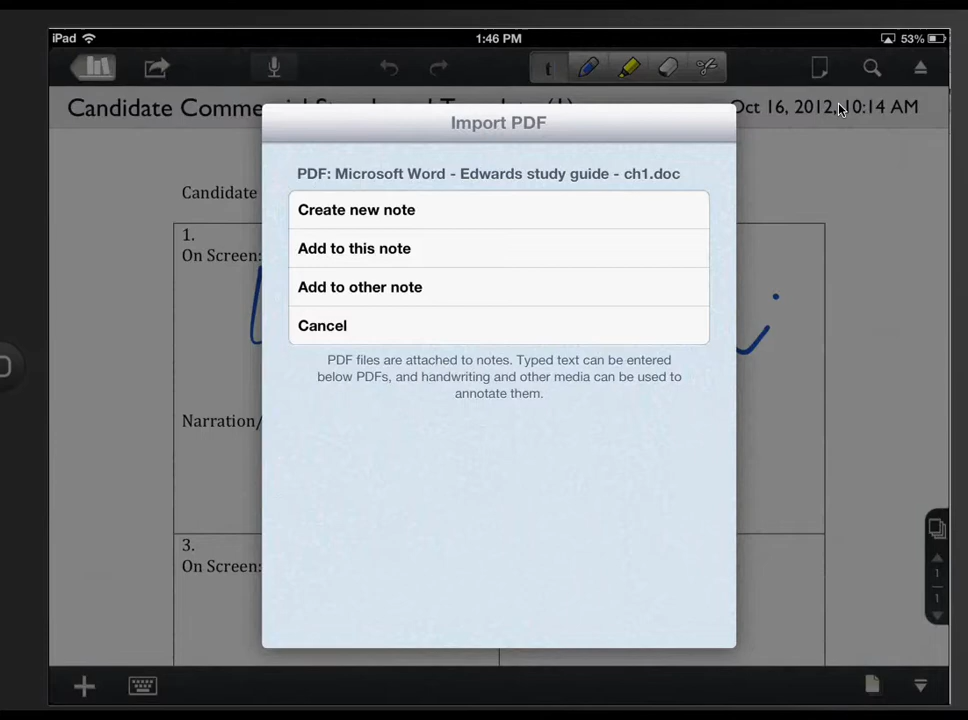 iPad 1:46 PM 53%
t
Candidate Comme Oct 16, 2012, 10:14 AM
Import PDF
PDF: Microsoft Word - Edwards study guide - ch1.doc
Candidate
Create new note
1.
Add to this note
On Screen:
Add to other note
Cancel
PDF files are attached to notes. Typed text can be entered
below PDFs, and handwriting and other media can be used to
annotate them.
Narration/
3.
On Screen:
1
1